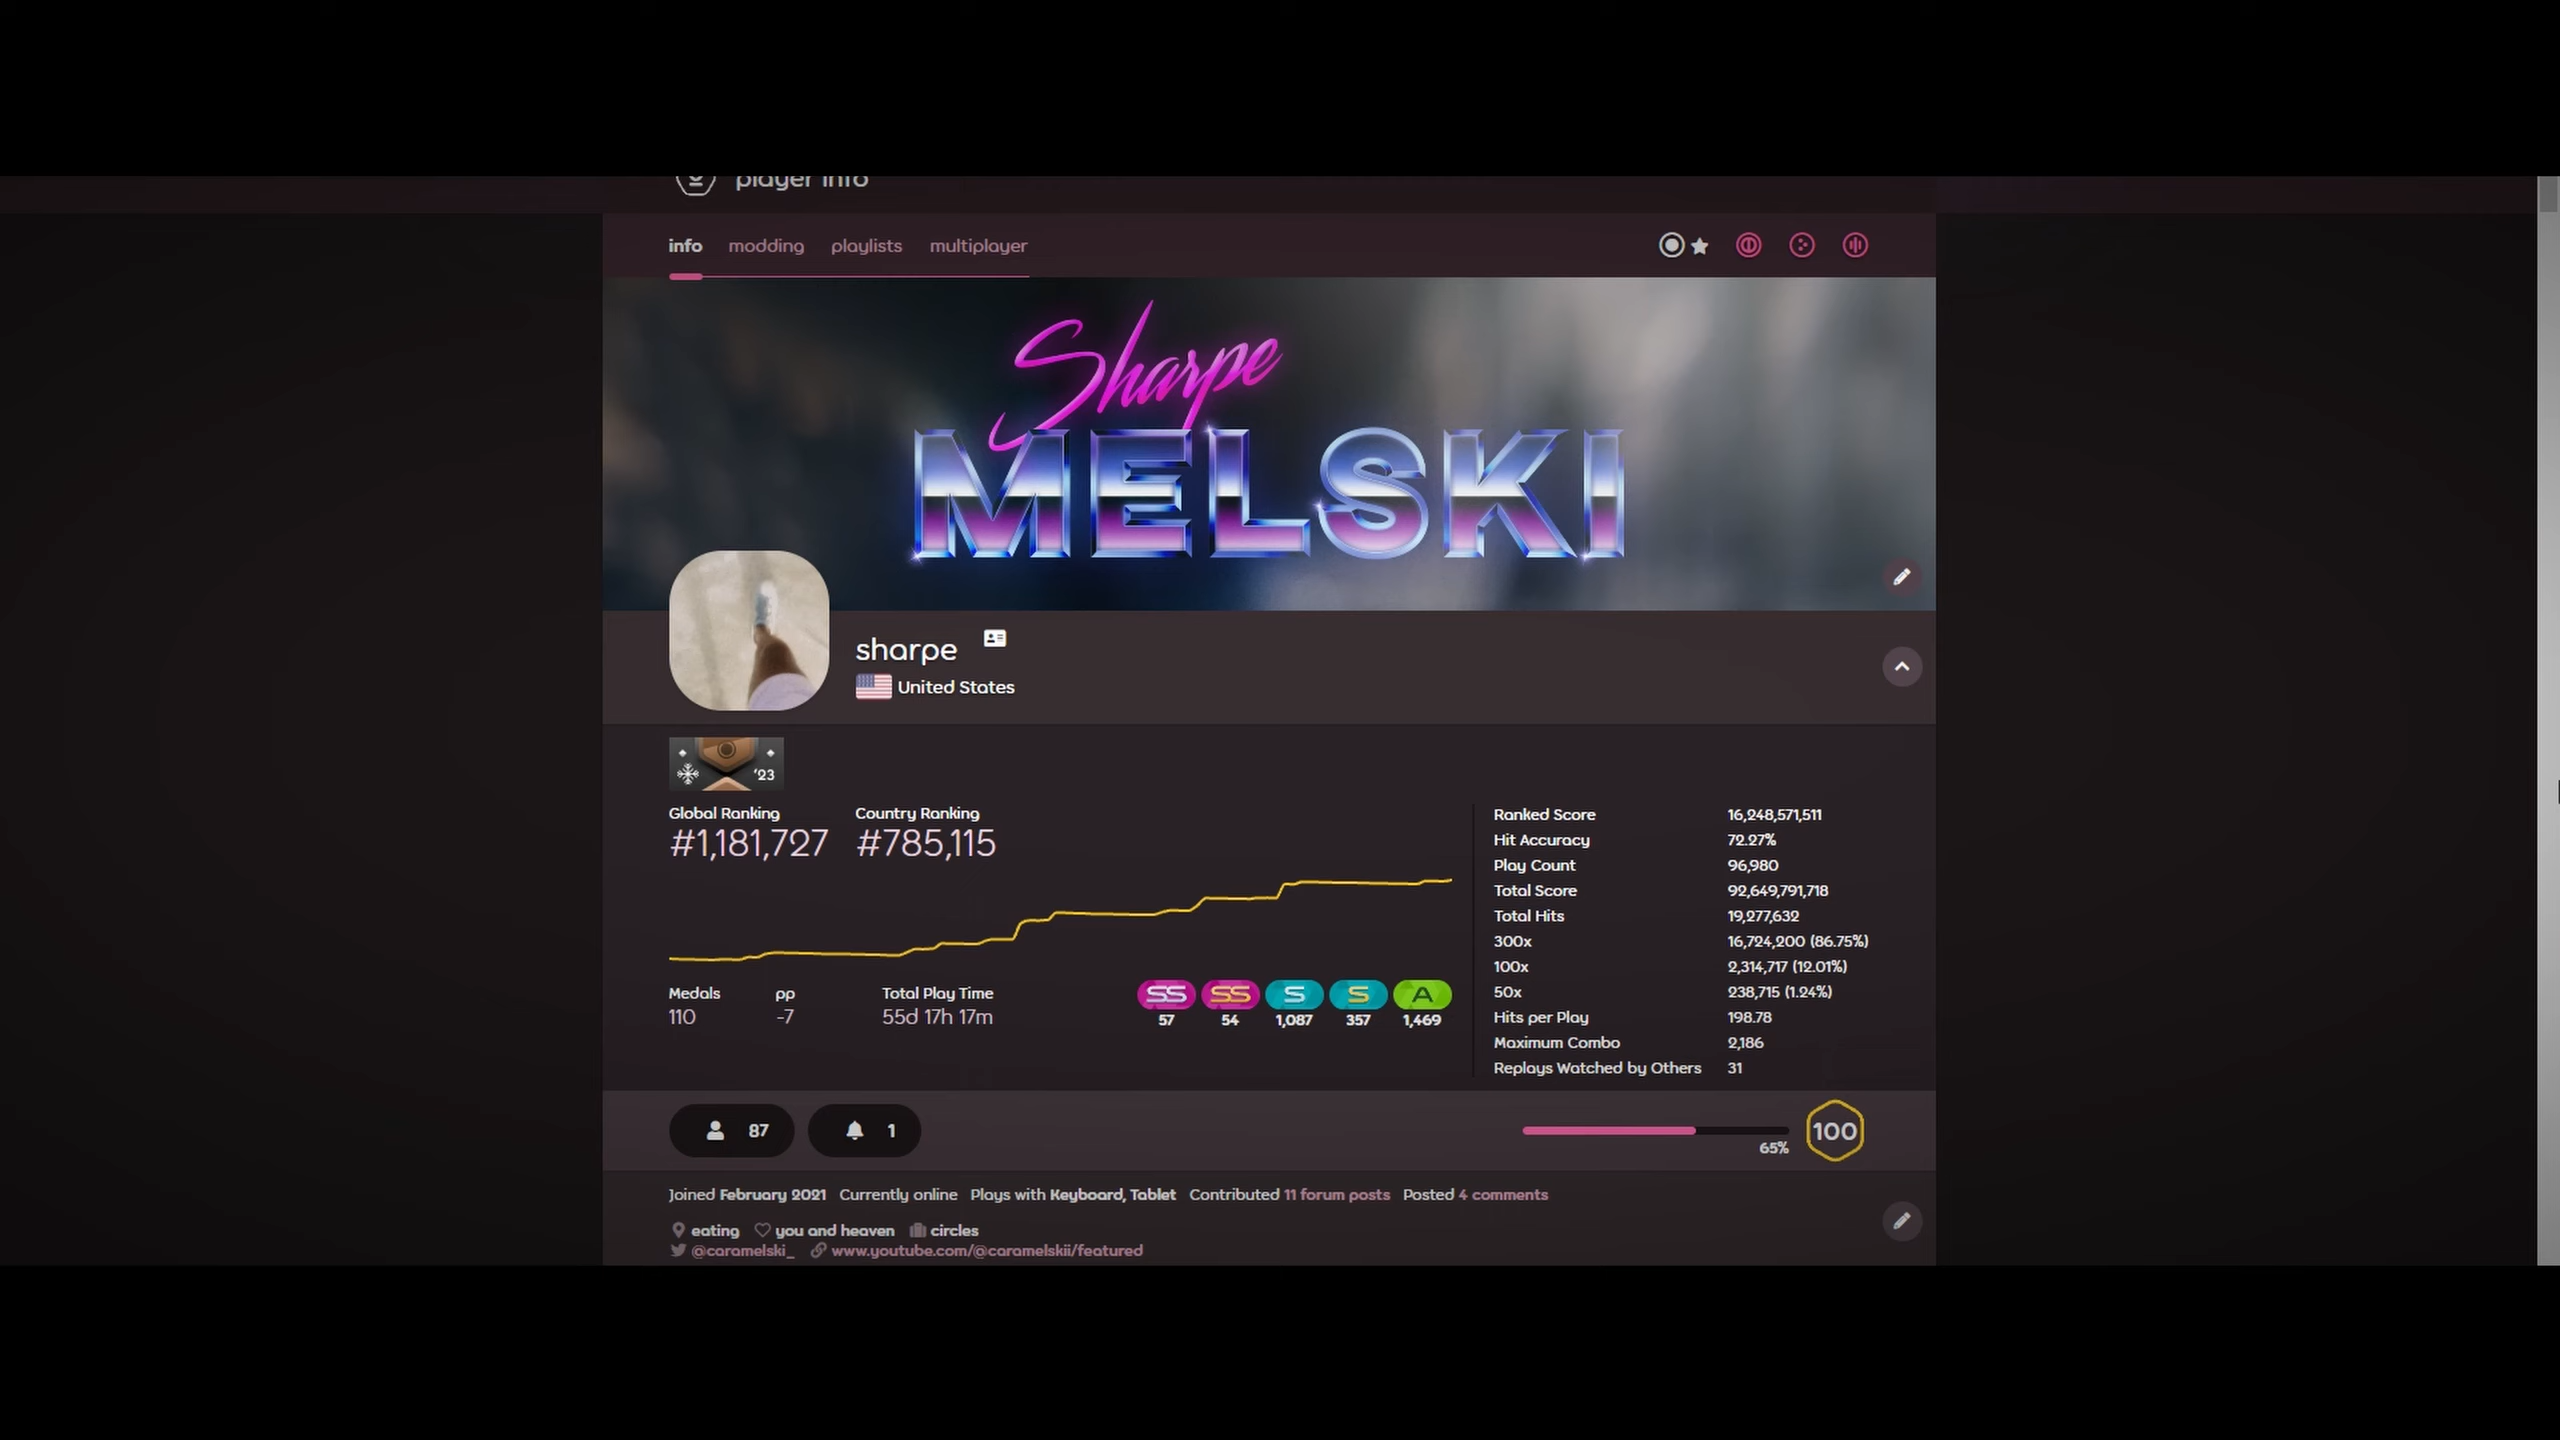 player info
info modding playlists multiplayer
Sharpe
MELSKI
sharpe
United States
'23
Global Ranking Country Ranking
#1,181,727 #785,115
Medals pp Total Play Time
110 -7 55d 17h 17m
SS SS S S A
57 54 1,087 357 1,469
Ranked Score 16,248,571,511
Hit Accuracy 72.27%
Play Count 96,980
Total Score 92,649,791,718
Total Hits 19,277,632
300x 16,724,200 (86.75%)
100x 2,314,717 (12.01%)
50x 238,715 (1.24%)
Hits per Play 198.78
Maximum Combo 2,186
Replays Watched by Others 31
87 1
65% 100
Joined February 2021 Currently online Plays with Keyboard, Tablet Contributed 11 forum posts Posted 4 comments
eating you and heaven circles
@caramelski_ www.youtube.com/@caramelskii/featured